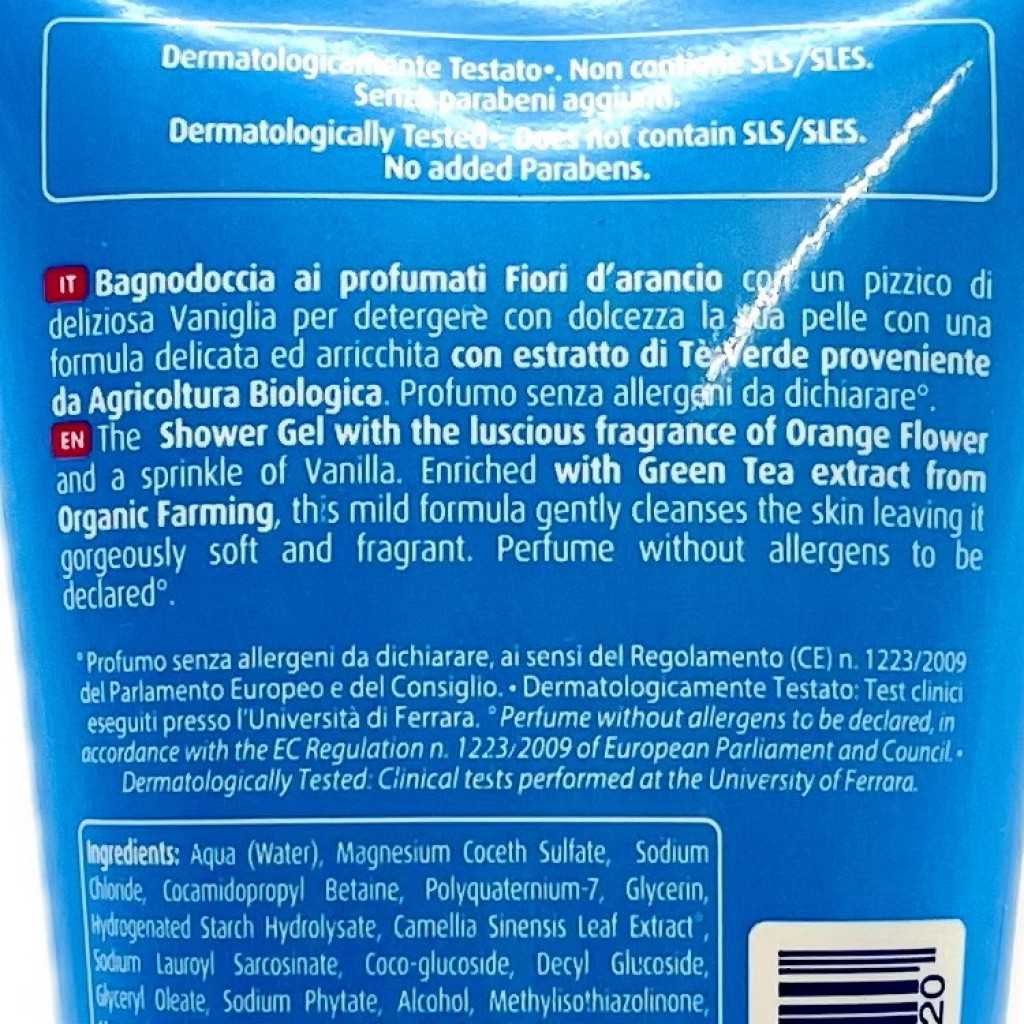 Dermatologicamente Testato•. Non contiene SLS/SLES.
Senza parabeni aggiunti.
Dermatologically Tested•. Does not contain SLS/SLES.
No added Parabens.
IT Bagnodoccia ai profumati Fiori d'arancio con un pizzico di
deliziosa Vaniglia per detergere con dolcezza la tua pelle con una
formula delicata ed arricchita con estratto di Tè Verde proveniente
da Agricoltura Biologica. Profumo senza allergeni da dichiarare°.
EN The Shower Gel with the luscious fragrance of Orange Flower
and a sprinkle of Vanilla. Enriched with Green Tea extract from
Organic Farming, this mild formula gently cleanses the skin leaving it
gorgeously soft and fragrant. Perfume without allergens to be
declared°.
°Profumo senza allergeni da dichiarare, ai sensi del Regolamento (CE) n. 1223/2009
del Parlamento Europeo e del Consiglio. • Dermatologicamente Testato: Test clinici
eseguiti presso l'Università di Ferrara. °Perfume without allergens to be declared, in
accordance with the EC Regulation n. 1223/2009 of European Parliament and Council. •
Dermatologically Tested: Clinical tests performed at the University of Ferrara.
Ingredients: Aqua (Water), Magnesium Coceth Sulfate, Sodium
Chloride, Cocamidopropyl Betaine, Polyquaternium-7, Glycerin,
Hydrogenated Starch Hydrolysate, Camellia Sinensis Leaf Extract*,
Sodium Lauroyl Sarcosinate, Coco-glucoside, Decyl Glucoside,
Glyceryl Oleate, Sodium Phytate, Alcohol, Methylisothiazolinone,
20